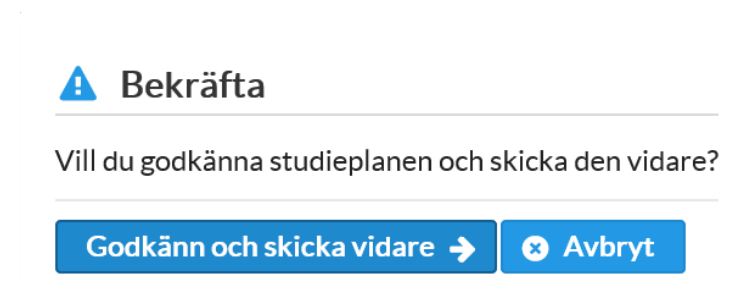 Bekräfta
Vill du godkänna studieplanen och skicka den vidare?
Godkänn och skicka vidare
Avbryt